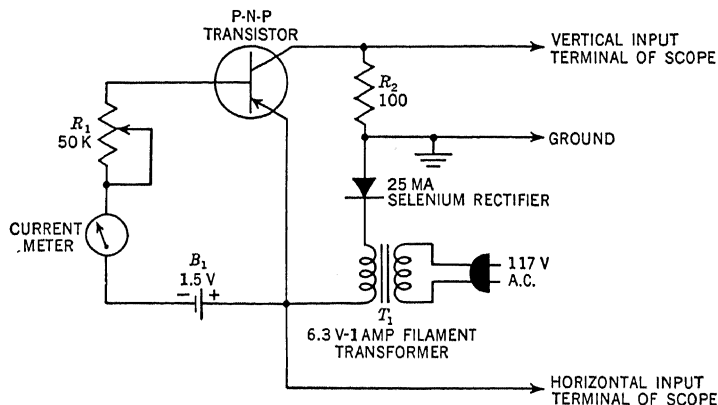 P-N-P
TRANSISTOR
VERTICAL INPUT
TERMINAL OF SCOPE
R2
100
R1
50 K
GROUND
25 MA
SELENIUM RECTIFIER
CURRENT
METER
B1
1.5 V
− +
117 V
A.C.
T1
6.3 V-1 AMP FILAMENT
TRANSFORMER
HORIZONTAL INPUT
TERMINAL OF SCOPE